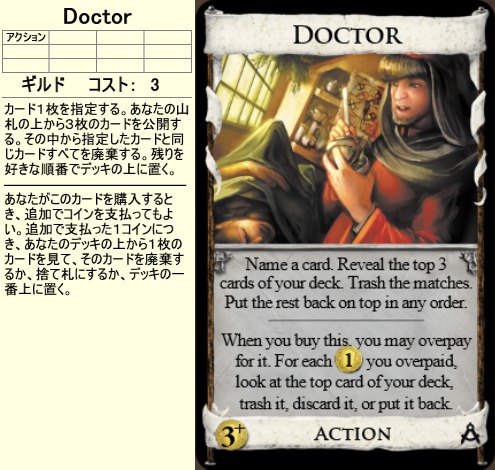 Doctor
アクション
ギルド コスト： 3
カード1枚を指定する。あなたの山
札の上から3枚のカードを公開す
る。その中から指定したカードと同
じカードすべてを廃棄する。残りを
好きな順番でデッキの上に置く。
あなたがこのカードを購入すると
き、追加でコインを支払ってもよ
い。追加で支払った1コインにつ
き、あなたのデッキの上から1枚の
カードを見て、そのカードを廃棄す
るか、捨て札にするか、デッキの一
番上に置く。
DOCTOR
Name a card. Reveal the top 3
cards of your deck. Trash the matches.
Put the rest back on top in any order.
When you buy this, you may overpay
for it. For each 1 you overpaid,
look at the top card of your deck,
trash it, discard it, or put it back.
3+ ACTION